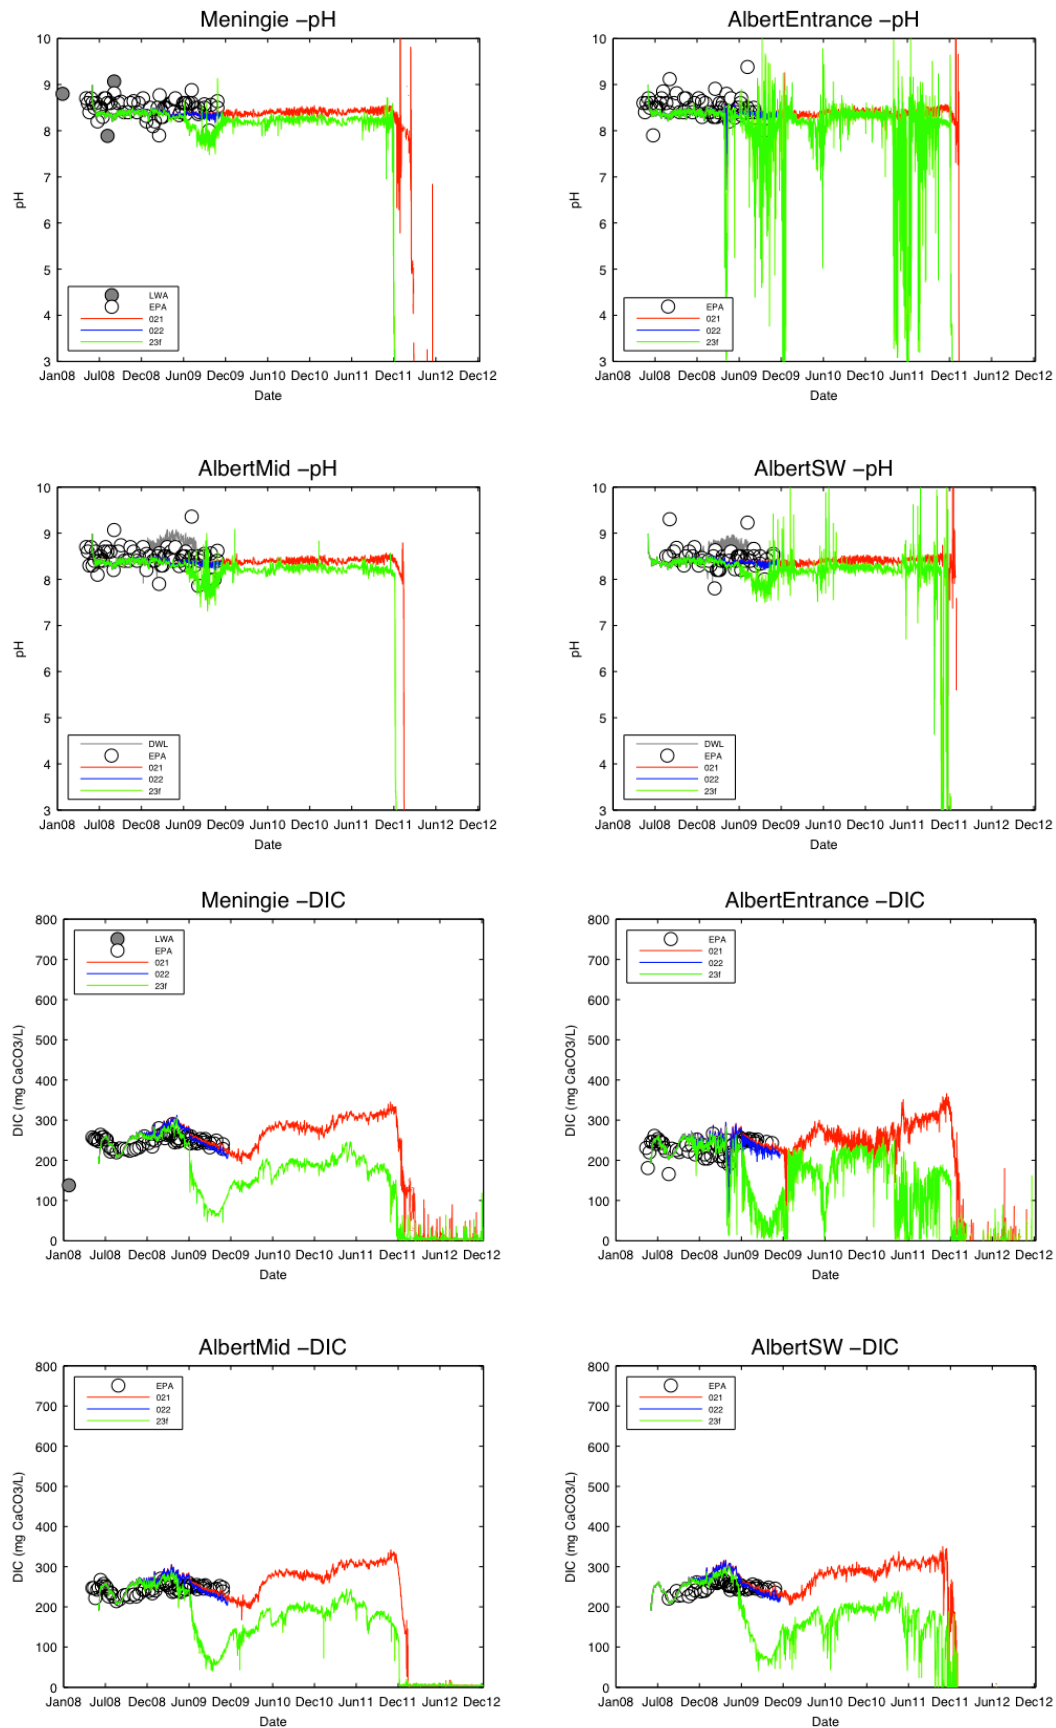 Meningie −pH
10
9
8
7
6
5
4
3
pH
LWA
EPA
021
022
23f
Jan08 Jul08 Dec08 Jun09 Dec09 Jun10 Dec10 Jun11 Dec11 Jun12 Dec12
Date
AlbertEntrance −pH
10
9
8
7
6
5
4
3
pH
EPA
021
022
23f
Jan08 Jul08 Dec08 Jun09 Dec09 Jun10 Dec10 Jun11 Dec11 Jun12 Dec12
Date
AlbertMid −pH
10
9
8
7
6
5
4
3
pH
DWL
EPA
021
022
23f
Jan08 Jul08 Dec08 Jun09 Dec09 Jun10 Dec10 Jun11 Dec11 Jun12 Dec12
Date
AlbertSW −pH
10
9
8
7
6
5
4
3
pH
DWL
EPA
021
022
23f
Jan08 Jul08 Dec08 Jun09 Dec09 Jun10 Dec10 Jun11 Dec11 Jun12 Dec12
Date
Meningie −DIC
800
700
600
500
400
300
200
100
0
DIC (mg CaCO3/L)
LWA
EPA
021
022
23f
Jan08 Jul08 Dec08 Jun09 Dec09 Jun10 Dec10 Jun11 Dec11 Jun12 Dec12
Date
AlbertEntrance −DIC
800
700
600
500
400
300
200
100
0
DIC (mg CaCO3/L)
EPA
021
022
23f
Jan08 Jul08 Dec08 Jun09 Dec09 Jun10 Dec10 Jun11 Dec11 Jun12 Dec12
Date
AlbertMid −DIC
800
700
600
500
400
300
200
100
0
DIC (mg CaCO3/L)
EPA
021
022
23f
Jan08 Jul08 Dec08 Jun09 Dec09 Jun10 Dec10 Jun11 Dec11 Jun12 Dec12
Date
AlbertSW −DIC
800
700
600
500
400
300
200
100
0
DIC (mg CaCO3/L)
EPA
021
022
23f
Jan08 Jul08 Dec08 Jun09 Dec09 Jun10 Dec10 Jun11 Dec11 Jun12 Dec12
Date